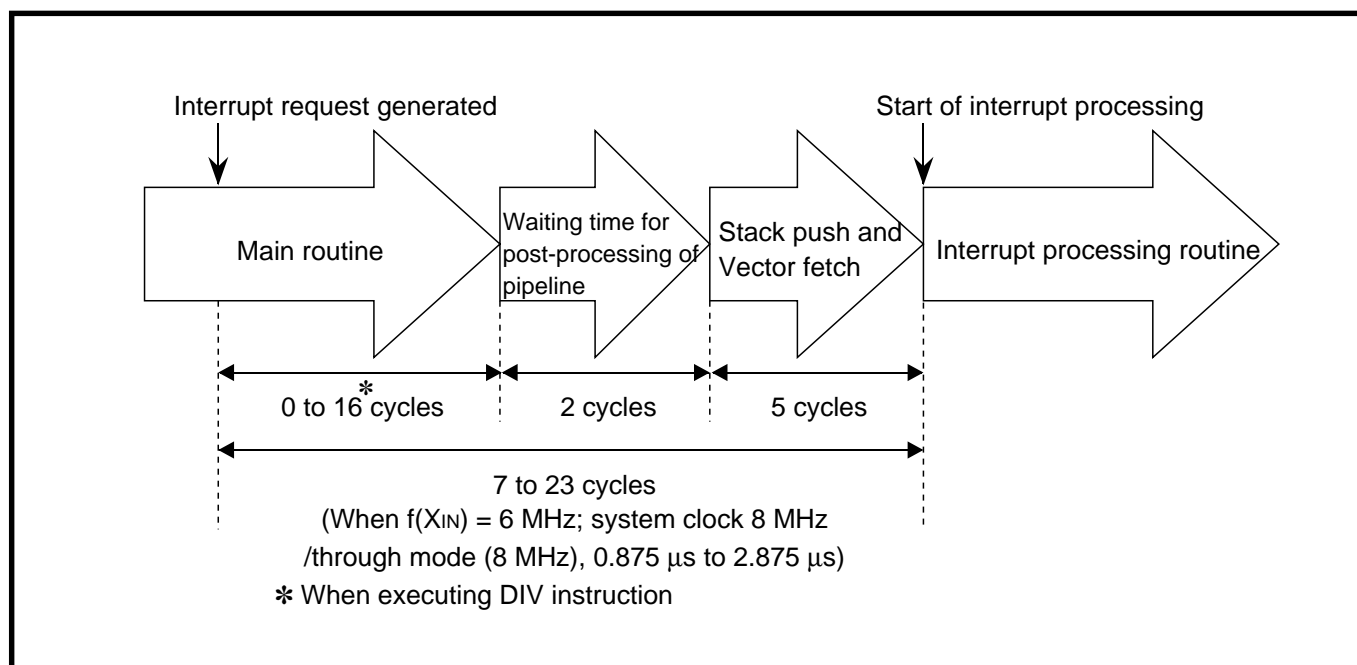 Interrupt request generated
Start of interrupt processing
Main routine
Waiting time for
post-processing of
pipeline
Stack push and
Vector fetch
Interrupt processing routine
0 to 16* cycles
2 cycles
5 cycles
7 to 23 cycles
(When f(XIN) = 6 MHz; system clock 8 MHz
/through mode (8 MHz), 0.875 μs to 2.875 μs)
* When executing DIV instruction